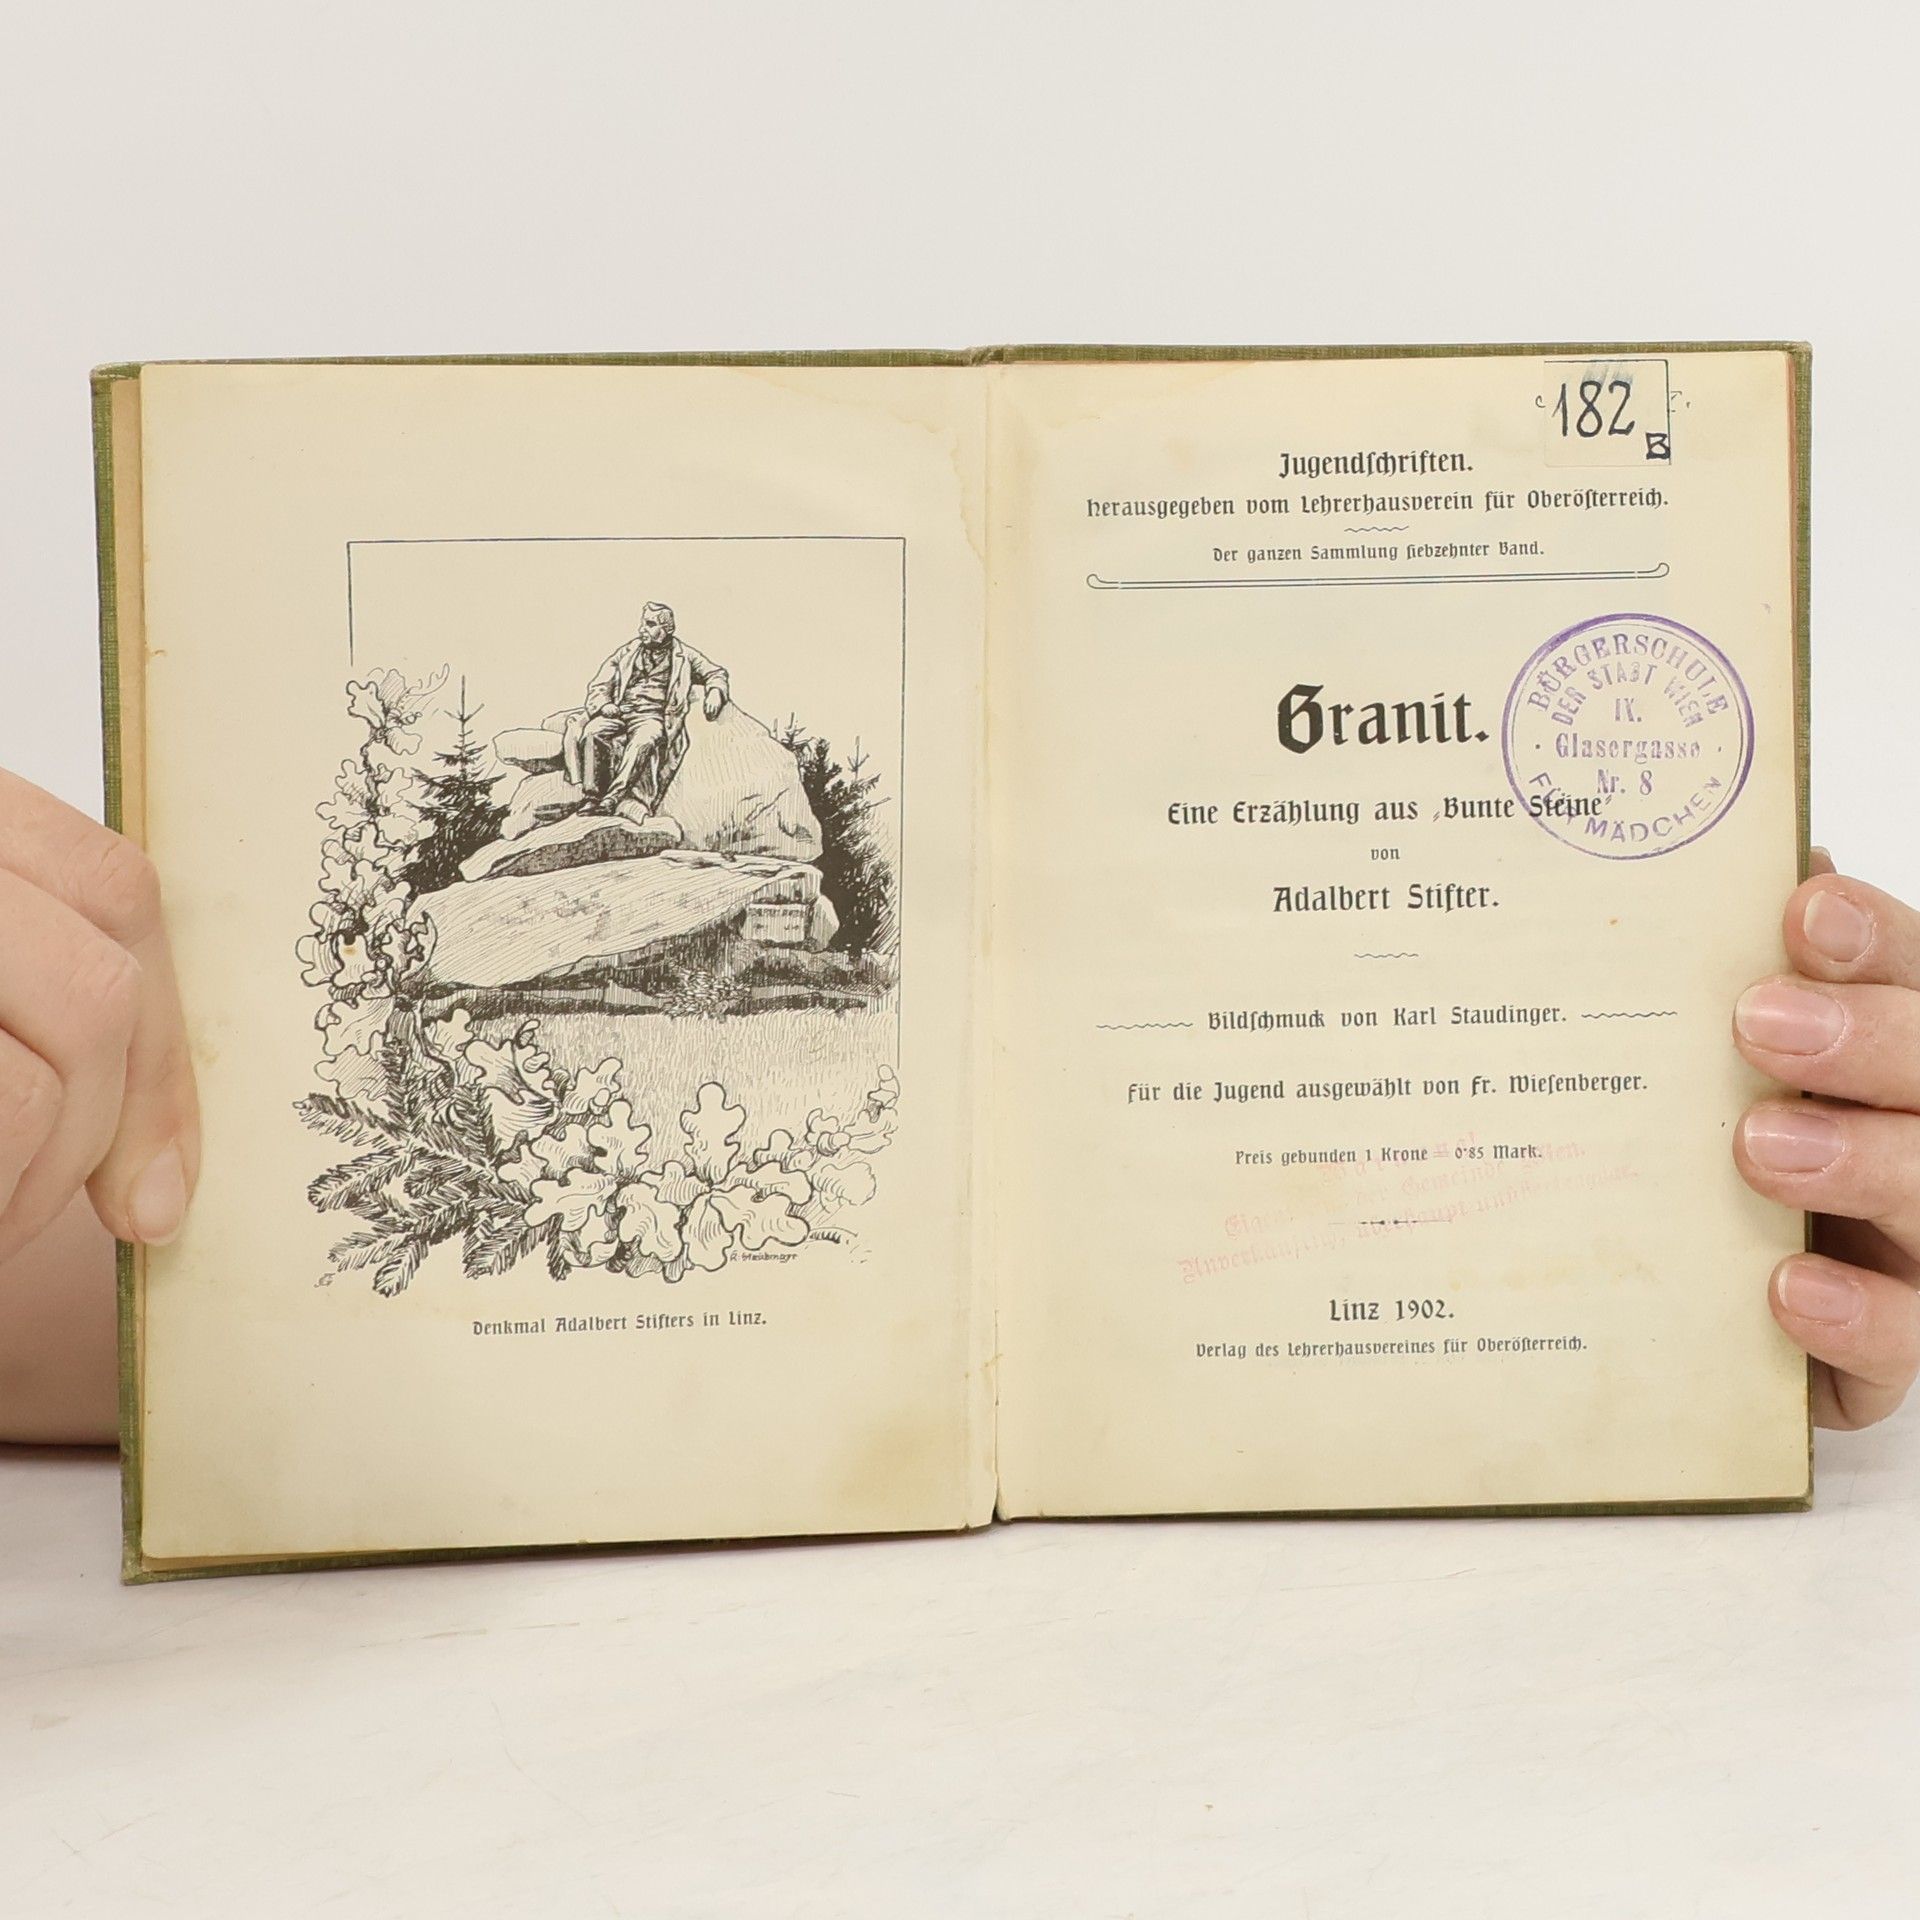 Denkmal Adalbert Stifters in Linz.
182
B
Jugendſchriften.
Herausgegeben vom Lehrerhausverein für Oberöſterreich.
Der ganzen Sammlung ſiebzehnter Band.
Granit.
Eine Erzählung aus „Bunte Steine“
von
Adalbert Stifter.
BÜRGERSCHULE
DER STADT WIEN
IX.
Glasergasse
Nr. 8
FÜR MÄDCHEN
Bildſchmuck von Karl Staudinger.
Für die Jugend ausgewählt von Fr. Wieſenberger.
Preis gebunden 1 Krone = 0·85 Mark.
Linz 1902.
Verlag des Lehrerhausvereines für Oberöſterreich.